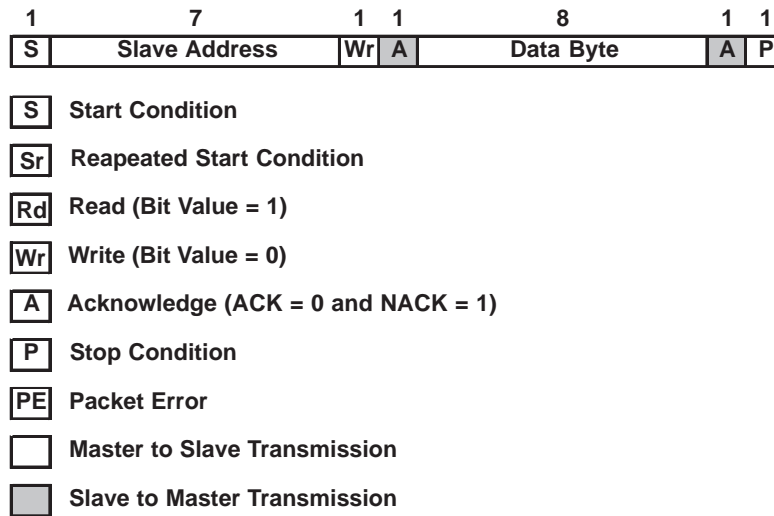 1 7 1 1 8 1 1
S Slave Address Wr A Data Byte A P
S Start Condition
Sr Reapeated Start Condition
Rd Read (Bit Value = 1)
Wr Write (Bit Value = 0)
A Acknowledge (ACK = 0 and NACK = 1)
P Stop Condition
PE Packet Error
Master to Slave Transmission
Slave to Master Transmission